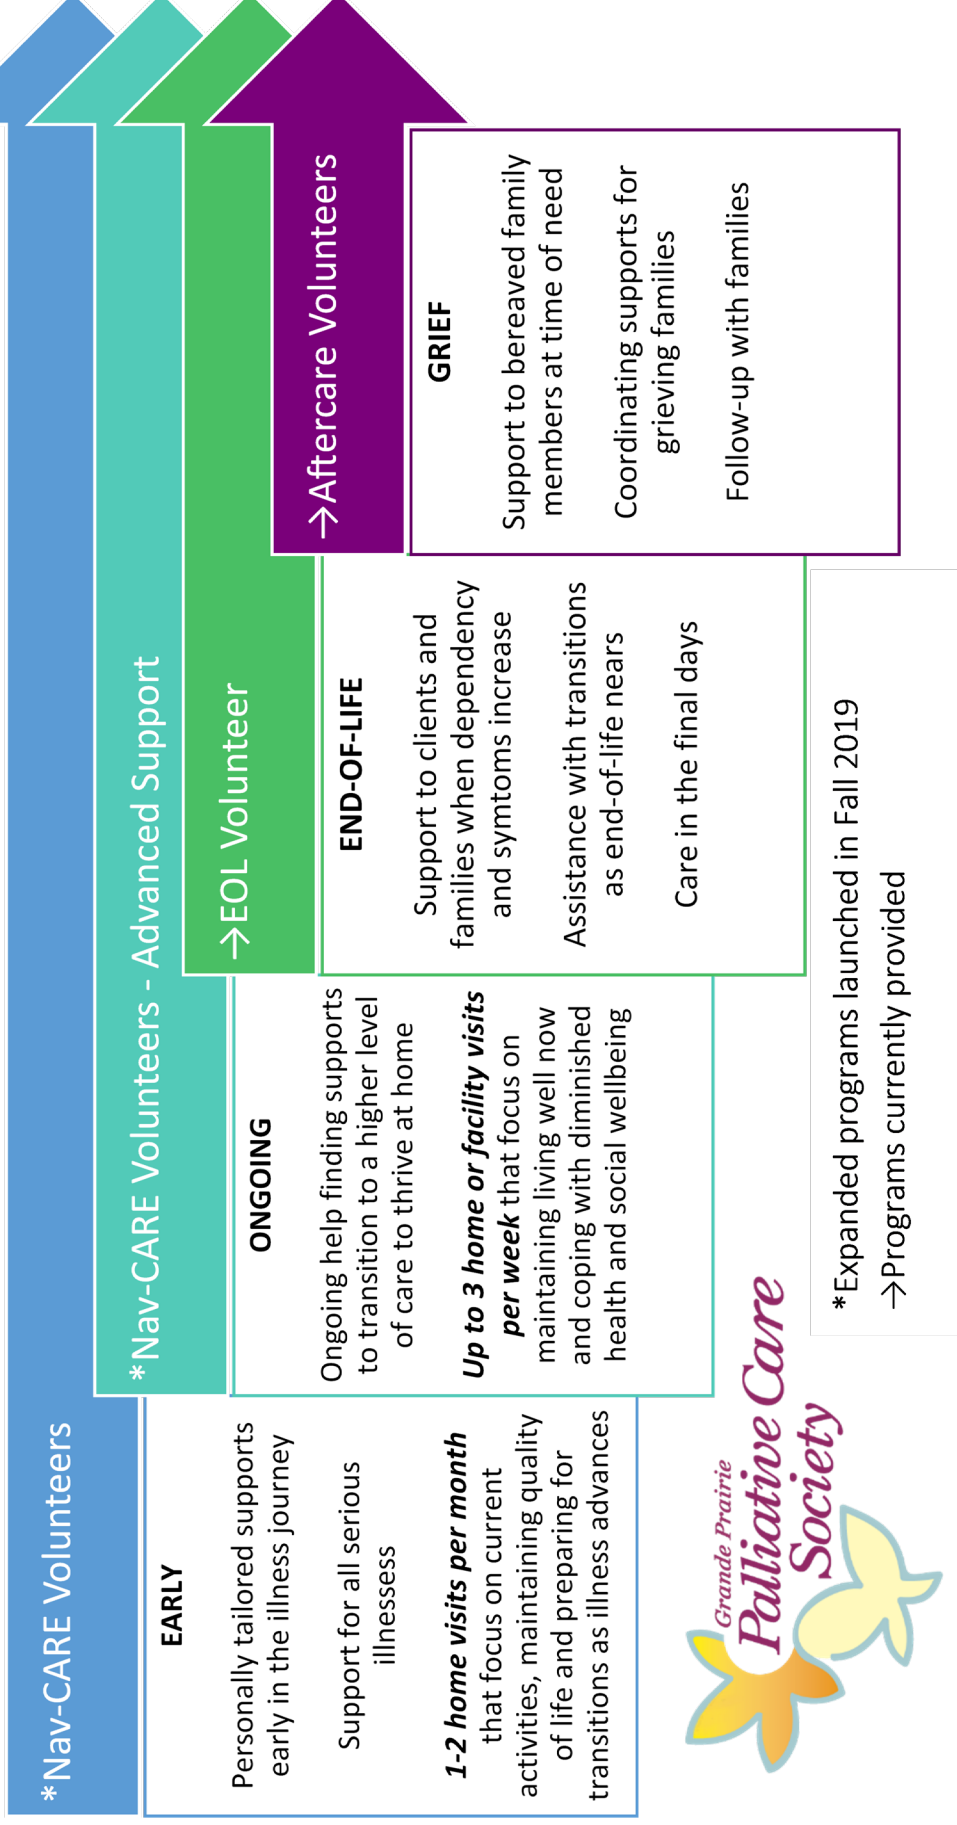 *Nav-CARE Volunteers
EARLY
Personally tailored supports
early in the illness journey
Support for all serious
illnessess
1-2 home visits per month
that focus on current
activities, maintaining quality
of life and preparing for
transitions as illness advances
*Nav-CARE Volunteers - Advanced Support
ONGOING
Ongoing help finding supports
to transition to a higher level
of care to thrive at home
Up to 3 home or facility visits
per week that focus on
maintaining living well now
and coping with diminished
health and social wellbeing
→EOL Volunteer
END-OF-LIFE
Support to clients and
families when dependency
and symptoms increase
Assistance with transitions
as end-of-life nears
Care in the final days
→Aftercare Volunteers
GRIEF
Support to bereaved family
members at time of need
Coordinating supports for
grieving families
Follow-up with families
Grande Prairie
Palliative Care
Society
*Expanded programs launched in Fall 2019
→Programs currently provided